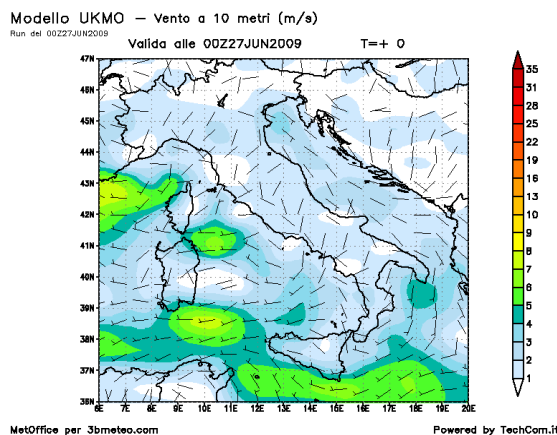 Modello UKMO – Vento a 10 metri (m/s)
Run del 00Z27JUN2009
Valida alle 00Z27JUN2009 T=+ 0
47N
46N
45N
44N
43N
42N
41N
40N
39N
38N
37N
36N
6E 7E 8E 9E 10E 11E 12E 13E 14E 15E 16E 17E 18E 19E 20E
35
31
28
25
22
19
16
13
10
9
8
7
6
5
4
3
2
1
MetOffice per 3bmeteo.com Powered by TechCom.it